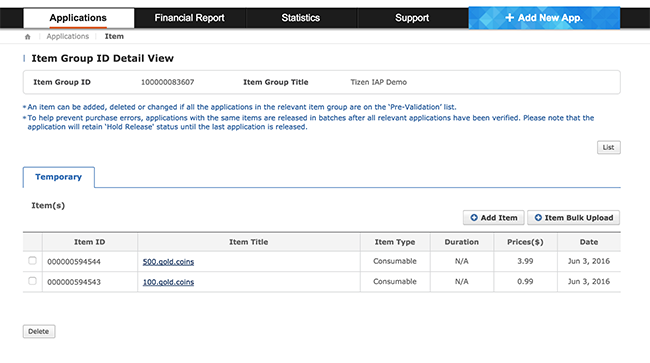 Applications Financial Report Statistics Support + Add New App.
Applications Item
Item Group ID Detail View
Item Group ID 100000083607 Item Group Title Tizen IAP Demo
*An item can be added, deleted or changed if all the applications in the relevant item group are on the 'Pre-Validation' list.
*To help prevent purchase errors, applications with the same items are released in batches after all relevant applications have been verified. Please note that the
application will retain 'Hold Release' status until the last application is released.
List
Temporary
Item(s)
Add Item Item Bulk Upload
Item ID Item Title Item Type Duration Prices($) Date
000000594544 500.gold.coins Consumable N/A 3.99 Jun 3, 2016
000000594543 100.gold.coins Consumable N/A 0.99 Jun 3, 2016
Delete